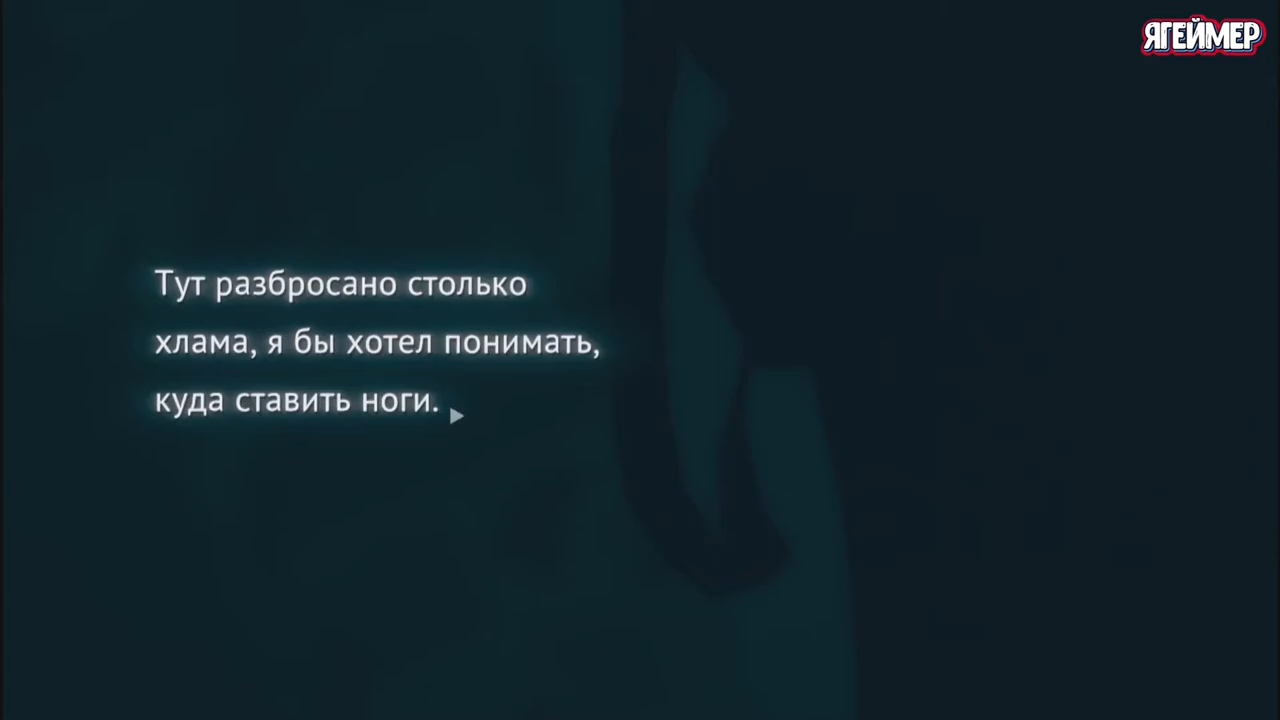 ЯГЕЙМЕР
Тут разбросано столько
хлама, я бы хотел понимать,
куда ставить ноги.